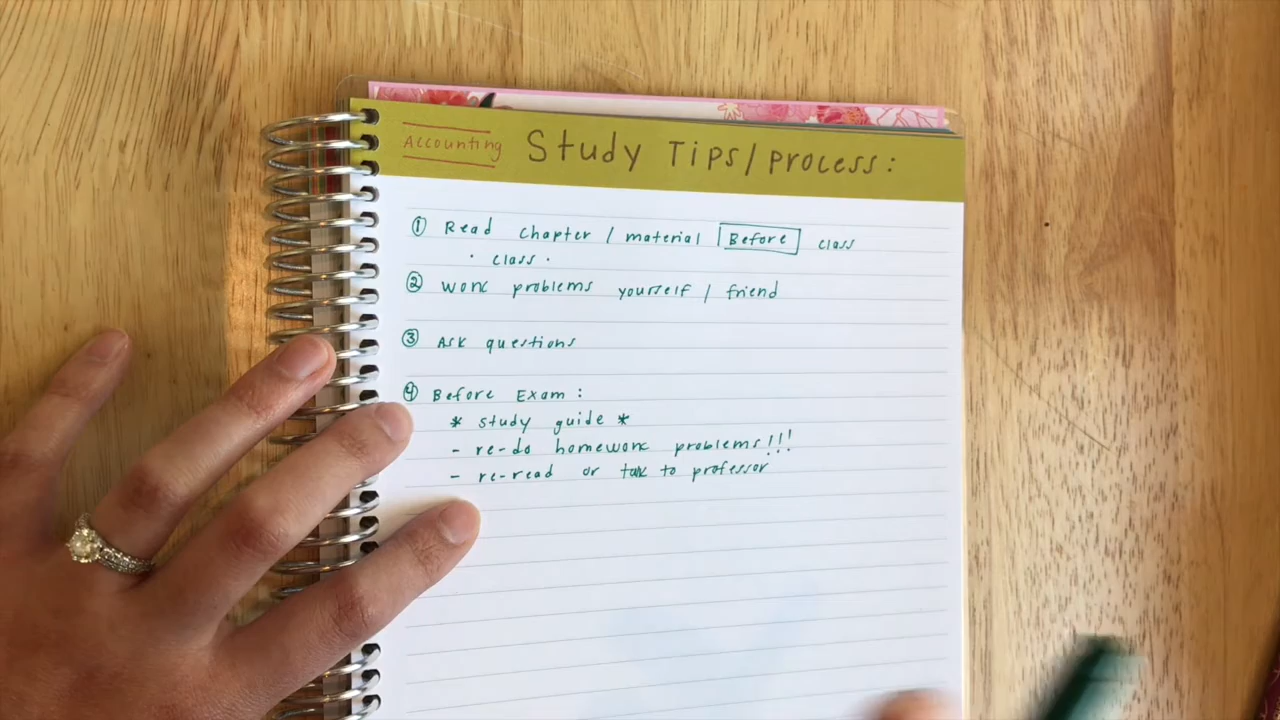 Accounting
Study Tips/process:
① Read chapter / material Before class
· class ·
② work problems yourself / friend
③ Ask questions
④ Before Exam:
* study guide *
- re-do homework problems!!!
- re-read or talk to professor